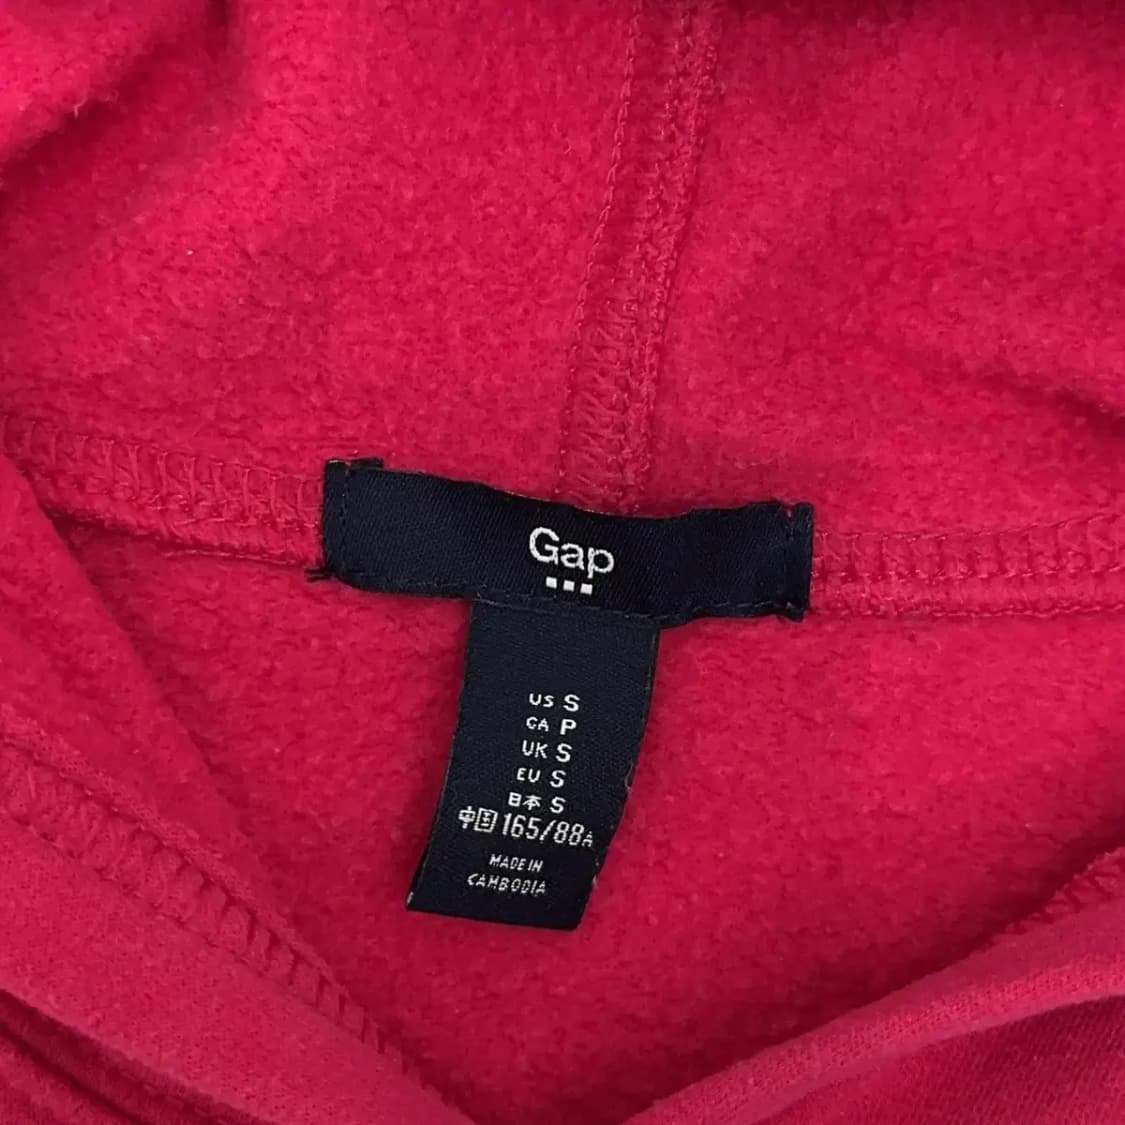 Gap
US S
CA P
UK S
EU S
日本 S
中国 165/88A
MADE IN
CAMBODIA